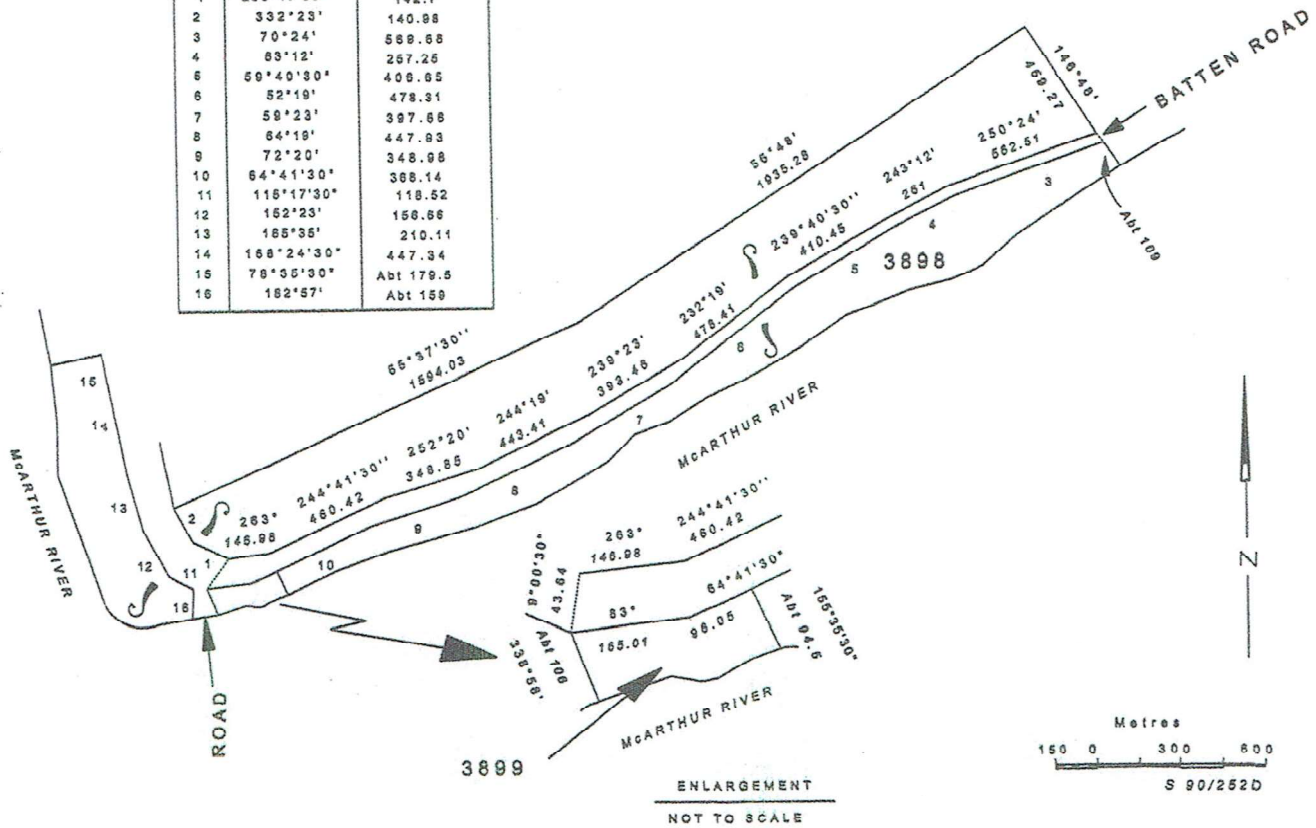 142.1
2 332°23' 140.98
3 70°24' 569.68
4 63°12' 257.25
5 59°40'30" 406.65
6 52°19' 478.31
7 59°23' 397.66
8 64°19' 447.93
9 72°20' 348.98
10 64°41'30" 368.14
11 115°17'30" 118.52
12 152°23' 156.66
13 165°35' 210.11
14 168°24'30" 447.34
15 78°35'30" Abt 179.5
16 182°57' Abt 159
BATTEN ROAD
146°48'
469.27
56°48'
1935.28
250°24'
562.51
243°12'
261
239°40'30"
410.45
232°19'
478.41
239°23'
393.46
244°19'
443.41
252°20'
348.85
244°41'30"
460.42
263°
146.98
66°37'30"
1594.03
Abt 109
3
4
5
3898
6
7
8
9
10
McARTHUR RIVER
15
14
13
12
11
16
1
2
McARTHUR RIVER
ROAD
263°
146.98
244°41'30"
460.42
9°00'30"
43.64
83°
165.01
64°41'30"
98.05
155°35'30"
Abt 94.6
Abt 106
338°58'
McARTHUR RIVER
3899
ENLARGEMENT
NOT TO SCALE
N
Metres
150 0 300 600
S 90/252D